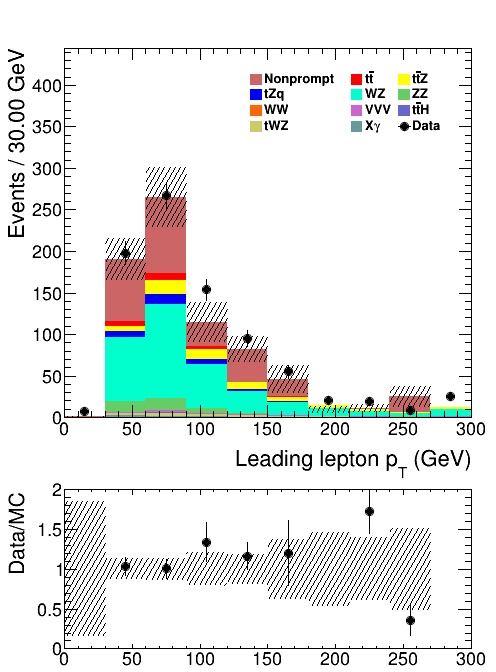 Events / 30.00 GeV
400
350
300
250
200
150
100
50
0
Nonprompt
tt̄
tt̄Z
tZq
WZ
ZZ
WW
VVV
tt̄H
tWZ
Xγ
Data
0 50 100 150 200 250 300
Leading lepton p_T (GeV)
Data/MC
2
1.5
1
0.5
0
0 50 100 150 200 250 300